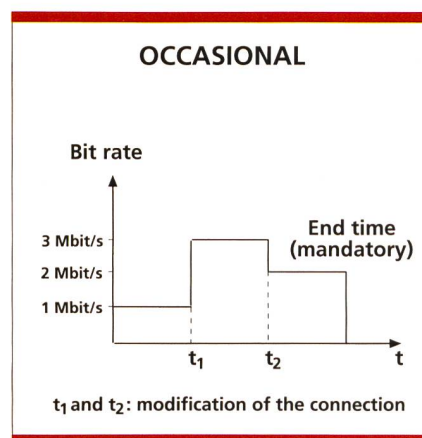 OCCASIONAL
Bit rate
3 Mbit/s
2 Mbit/s
1 Mbit/s
End time
(mandatory)
t₁
t₂
t
t₁ and t₂: modification of the connection